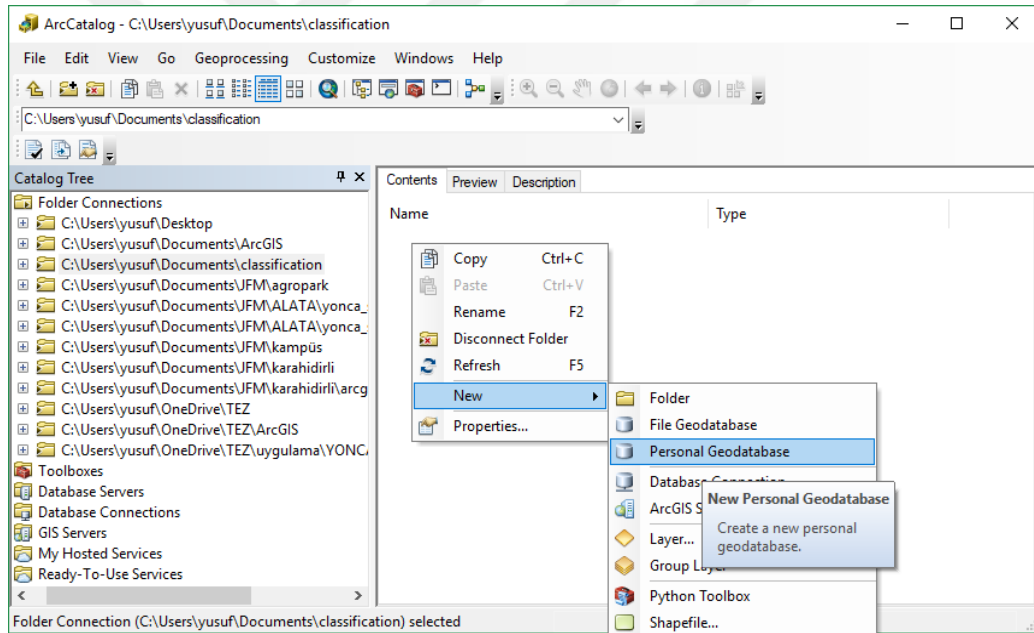 ArcCatalog - C:\Users\yusuf\Documents\classification
File Edit View Go Geoprocessing Customize Windows Help
C:\Users\yusuf\Documents\classification
Catalog Tree
Folder Connections
C:\Users\yusuf\Desktop
C:\Users\yusuf\Documents\ArcGIS
C:\Users\yusuf\Documents\classification
C:\Users\yusuf\Documents\JFM\agropark
C:\Users\yusuf\Documents\JFM\ALATA\yonca_
C:\Users\yusuf\Documents\JFM\ALATA\yonca_
C:\Users\yusuf\Documents\JFM\kampüs
C:\Users\yusuf\Documents\JFM\karahidirli
C:\Users\yusuf\Documents\JFM\karahidirli\arcg
C:\Users\yusuf\OneDrive\TEZ
C:\Users\yusuf\OneDrive\TEZ\ArcGIS
C:\Users\yusuf\OneDrive\TEZ\uygulama\YONCA
Toolboxes
Database Servers
Database Connections
GIS Servers
My Hosted Services
Ready-To-Use Services
Contents Preview Description
Name Type
Copy Ctrl+C
Paste Ctrl+V
Rename F2
Disconnect Folder
Refresh F5
New
Properties...
Folder
File Geodatabase
Personal Geodatabase
Database Connection
ArcGIS S
Layer...
Group Layer
Python Toolbox
Shapefile...
New Personal Geodatabase
Create a new personal
geodatabase.
Folder Connection (C:\Users\yusuf\Documents\classification) selected